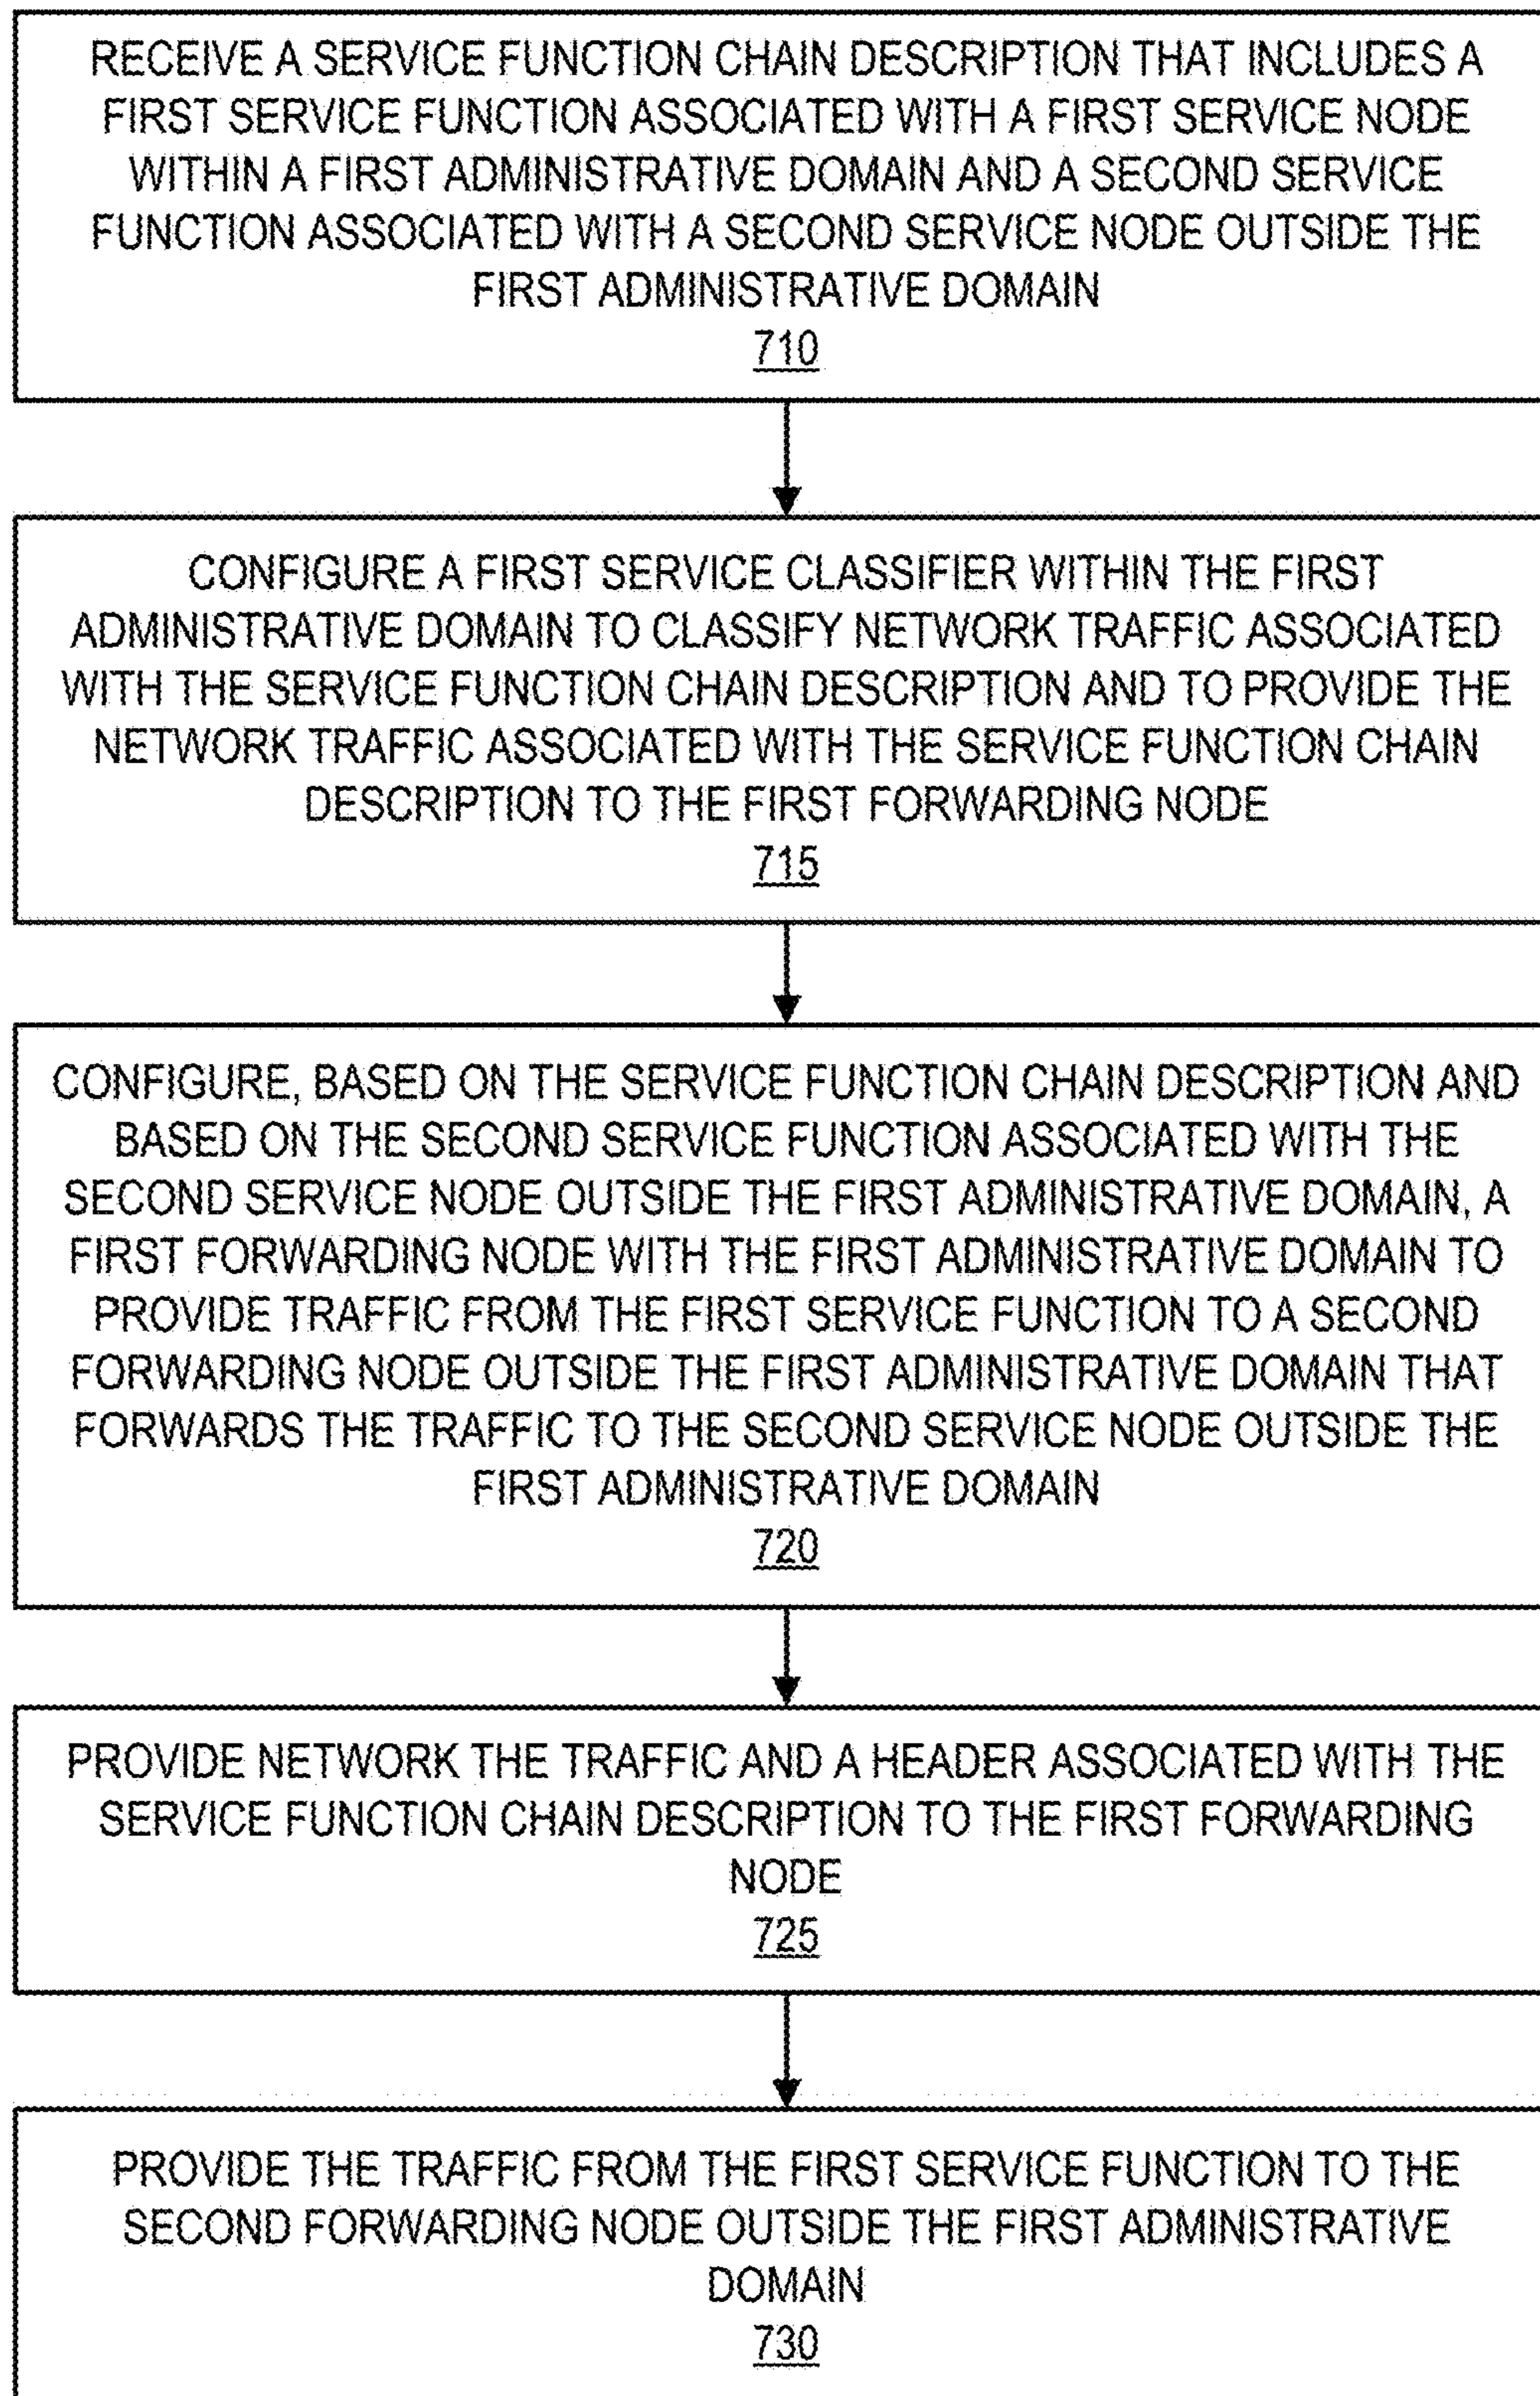 RECEIVE A SERVICE FUNCTION CHAIN DESCRIPTION THAT INCLUDES A
FIRST SERVICE FUNCTION ASSOCIATED WITH A FIRST SERVICE NODE
WITHIN A FIRST ADMINISTRATIVE DOMAIN AND A SECOND SERVICE
FUNCTION ASSOCIATED WITH A SECOND SERVICE NODE OUTSIDE THE
FIRST ADMINISTRATIVE DOMAIN
710
CONFIGURE A FIRST SERVICE CLASSIFIER WITHIN THE FIRST
ADMINISTRATIVE DOMAIN TO CLASSIFY NETWORK TRAFFIC ASSOCIATED
WITH THE SERVICE FUNCTION CHAIN DESCRIPTION AND TO PROVIDE THE
NETWORK TRAFFIC ASSOCIATED WITH THE SERVICE FUNCTION CHAIN
DESCRIPTION TO THE FIRST FORWARDING NODE
715
CONFIGURE, BASED ON THE SERVICE FUNCTION CHAIN DESCRIPTION AND
BASED ON THE SECOND SERVICE FUNCTION ASSOCIATED WITH THE
SECOND SERVICE NODE OUTSIDE THE FIRST ADMINISTRATIVE DOMAIN, A
FIRST FORWARDING NODE WITH THE FIRST ADMINISTRATIVE DOMAIN TO
PROVIDE TRAFFIC FROM THE FIRST SERVICE FUNCTION TO A SECOND
FORWARDING NODE OUTSIDE THE FIRST ADMINISTRATIVE DOMAIN THAT
FORWARDS THE TRAFFIC TO THE SECOND SERVICE NODE OUTSIDE THE
FIRST ADMINISTRATIVE DOMAIN
720
PROVIDE NETWORK THE TRAFFIC AND A HEADER ASSOCIATED WITH THE
SERVICE FUNCTION CHAIN DESCRIPTION TO THE FIRST FORWARDING
NODE
725
PROVIDE THE TRAFFIC FROM THE FIRST SERVICE FUNCTION TO THE
SECOND FORWARDING NODE OUTSIDE THE FIRST ADMINISTRATIVE
DOMAIN
730